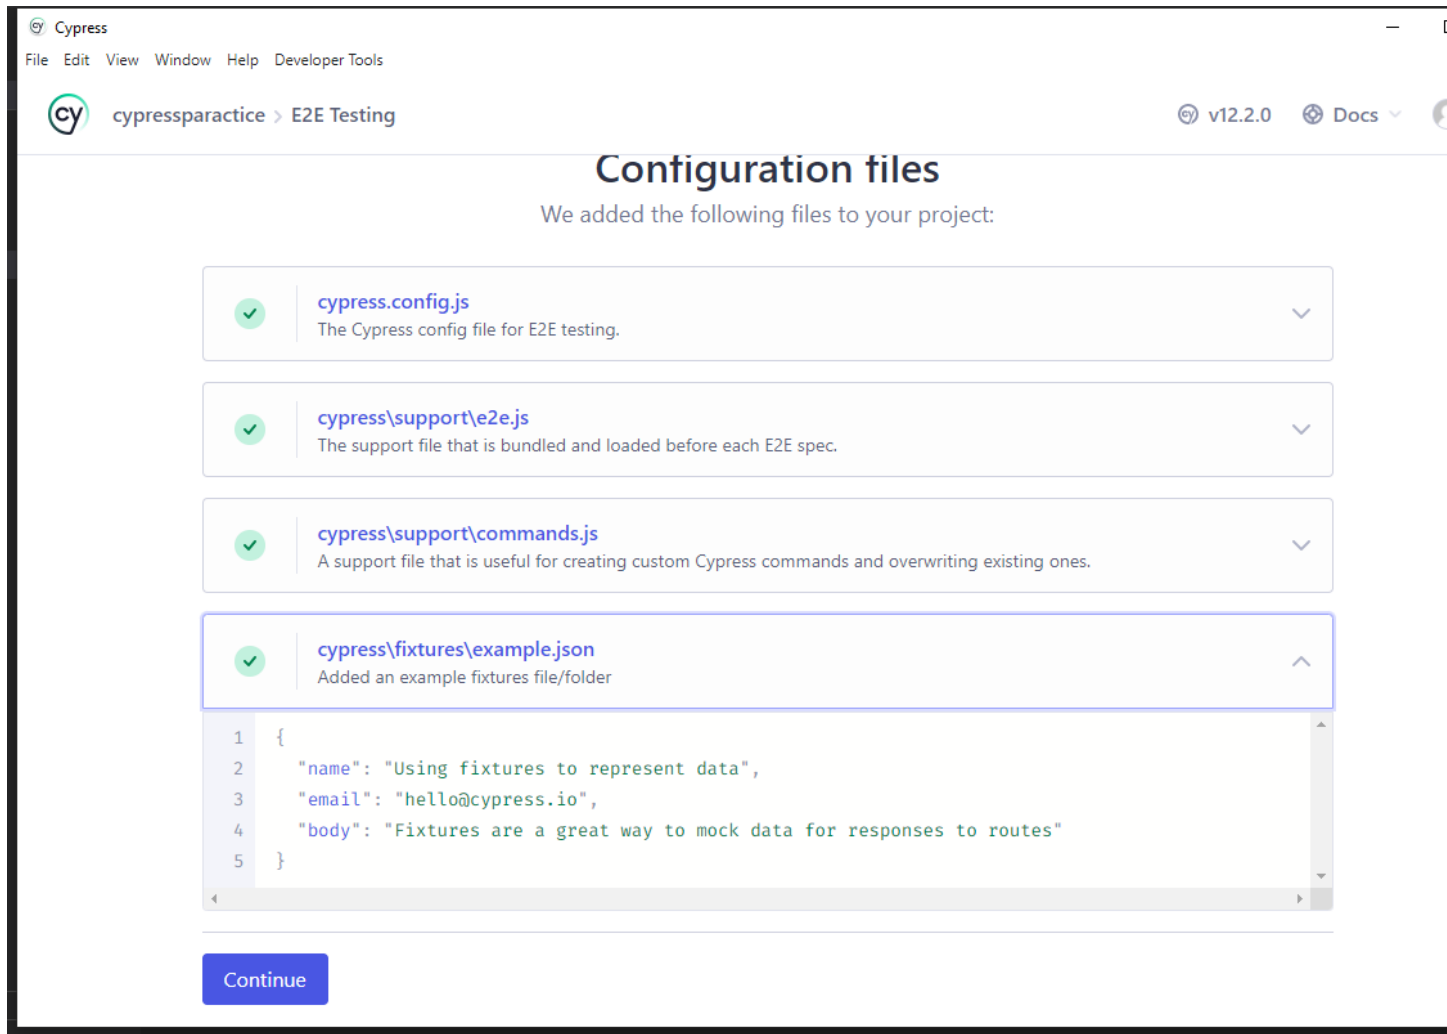 Cypress
File Edit View Window Help Developer Tools
cy cypressparactice > E2E Testing cy v12.2.0 Docs
Configuration files
We added the following files to your project:
cypress.config.js
The Cypress config file for E2E testing.
cypress\support\e2e.js
The support file that is bundled and loaded before each E2E spec.
cypress\support\commands.js
A support file that is useful for creating custom Cypress commands and overwriting existing ones.
cypress\fixtures\example.json
Added an example fixtures file/folder
1 {
2 "name": "Using fixtures to represent data",
3 "email": "hello@cypress.io",
4 "body": "Fixtures are a great way to mock data for responses to routes"
5 }
Continue